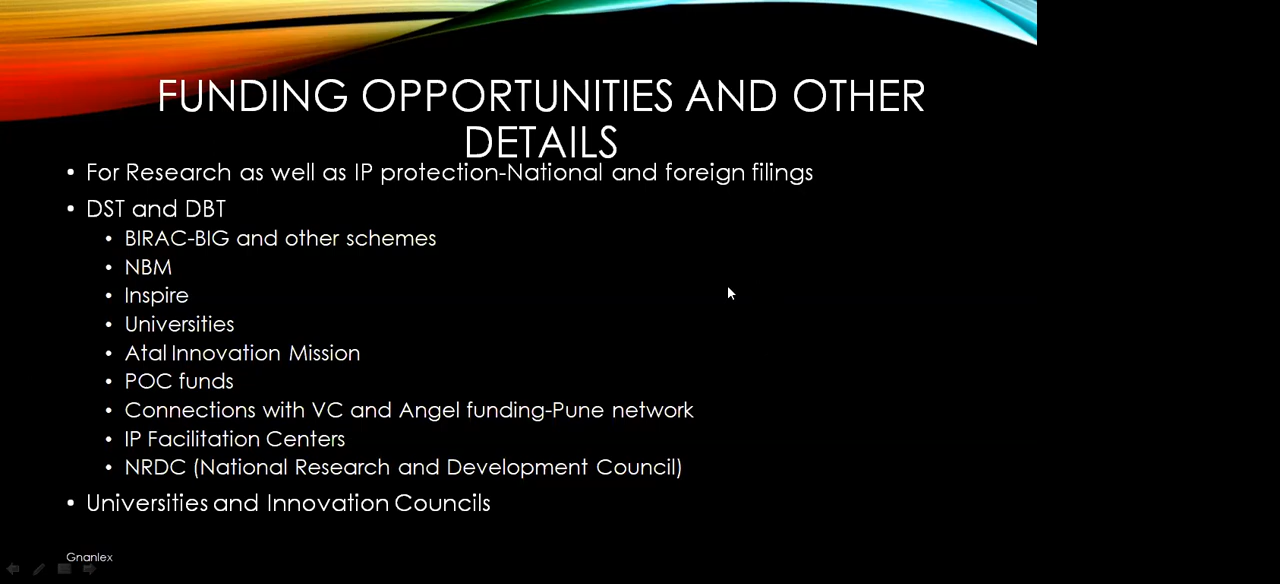 FUNDING OPPORTUNITIES AND OTHER
DETAILS
• For Research as well as IP protection-National and foreign filings
• DST and DBT
• BIRAC-BIG and other schemes
• NBM
• Inspire
• Universities
• Atal Innovation Mission
• POC funds
• Connections with VC and Angel funding-Pune network
• IP Facilitation Centers
• NRDC (National Research and Development Council)
• Universities and Innovation Councils
Gnanlex